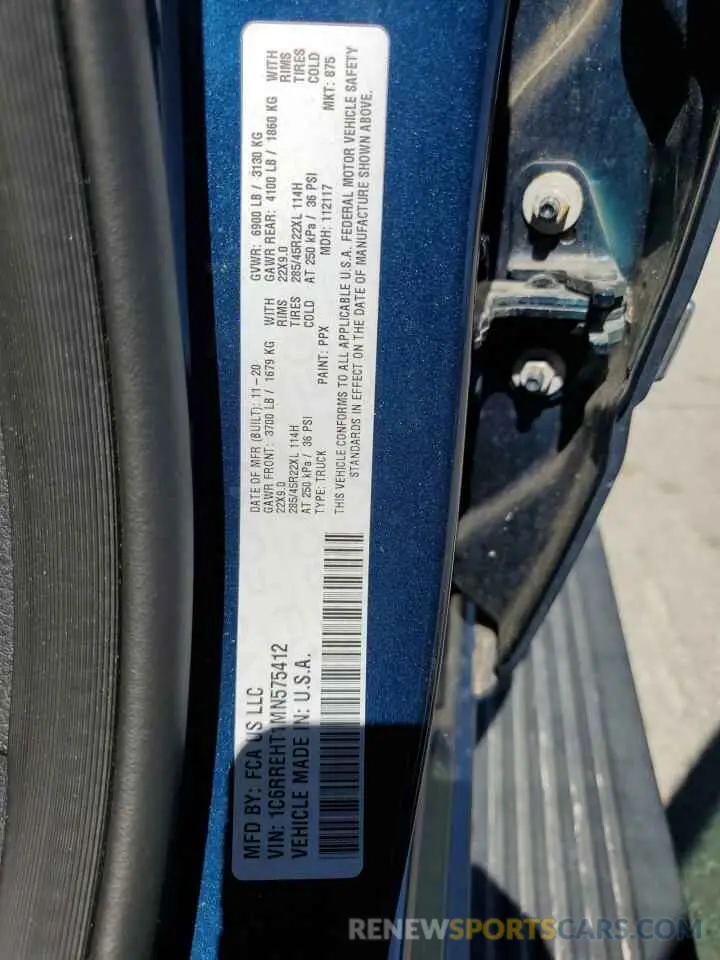 MFD BY: FCA US LLC
DATE OF MFR (BUILT): 11-20
GVWR: 6900 LB / 3130 KG
GAWR FRONT: 3700 LB / 1679 KG WITH
22X9.0 RIMS
285/45R22XL 114H TIRES
AT 250 kPa / 36 PSI COLD
GAWR REAR: 4100 LB / 1860 KG WITH
22X9.0 RIMS
285/45R22XL 114H TIRES
AT 250 kPa / 36 PSI COLD
VIN: 1C6RREHT1MN575412
TYPE: TRUCK PAINT: PPX MDH: 112117 MKT: 875
VEHICLE MADE IN: U.S.A.
THIS VEHICLE CONFORMS TO ALL APPLICABLE U.S.A. FEDERAL MOTOR VEHICLE SAFETY
STANDARDS IN EFFECT ON THE DATE OF MANUFACTURE SHOWN ABOVE.
RENEWSPORTSCARS.COM